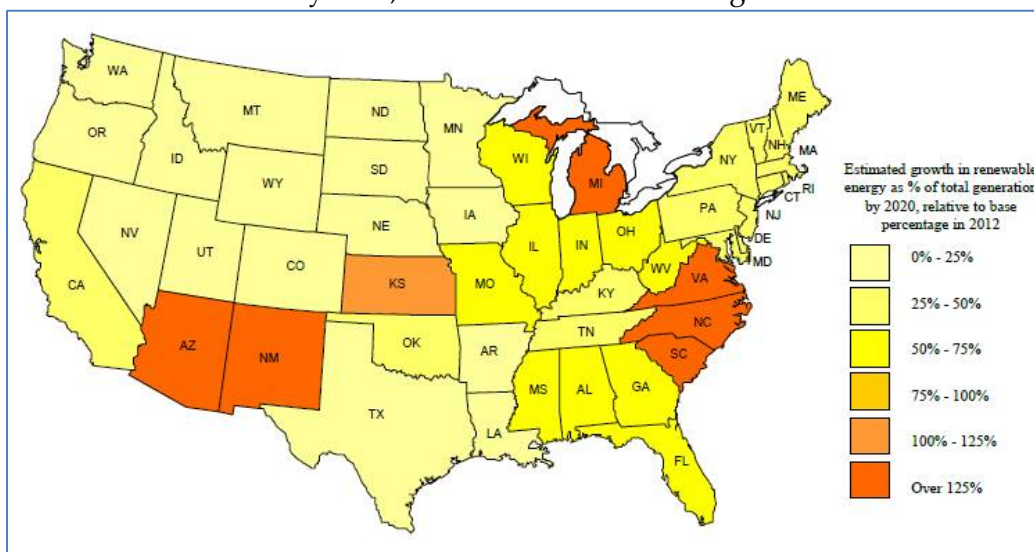 WA
MT
ND
MN
ME
OR
ID
SD
WI
VT
NH
MA
NY
WY
MI
RI
CT
IA
PA
NJ
NE
NV
OH
DE
UT
IL
IN
MD
CO
WV
CA
KS
MO
VA
KY
NC
TN
AZ
OK
NM
AR
SC
MS
AL
GA
TX
LA
FL
Estimated growth in renewable
energy as % of total generation
by 2020, relative to base
percentage in 2012
0% - 25%
25% - 50%
50% - 75%
75% - 100%
100% - 125%
Over 125%